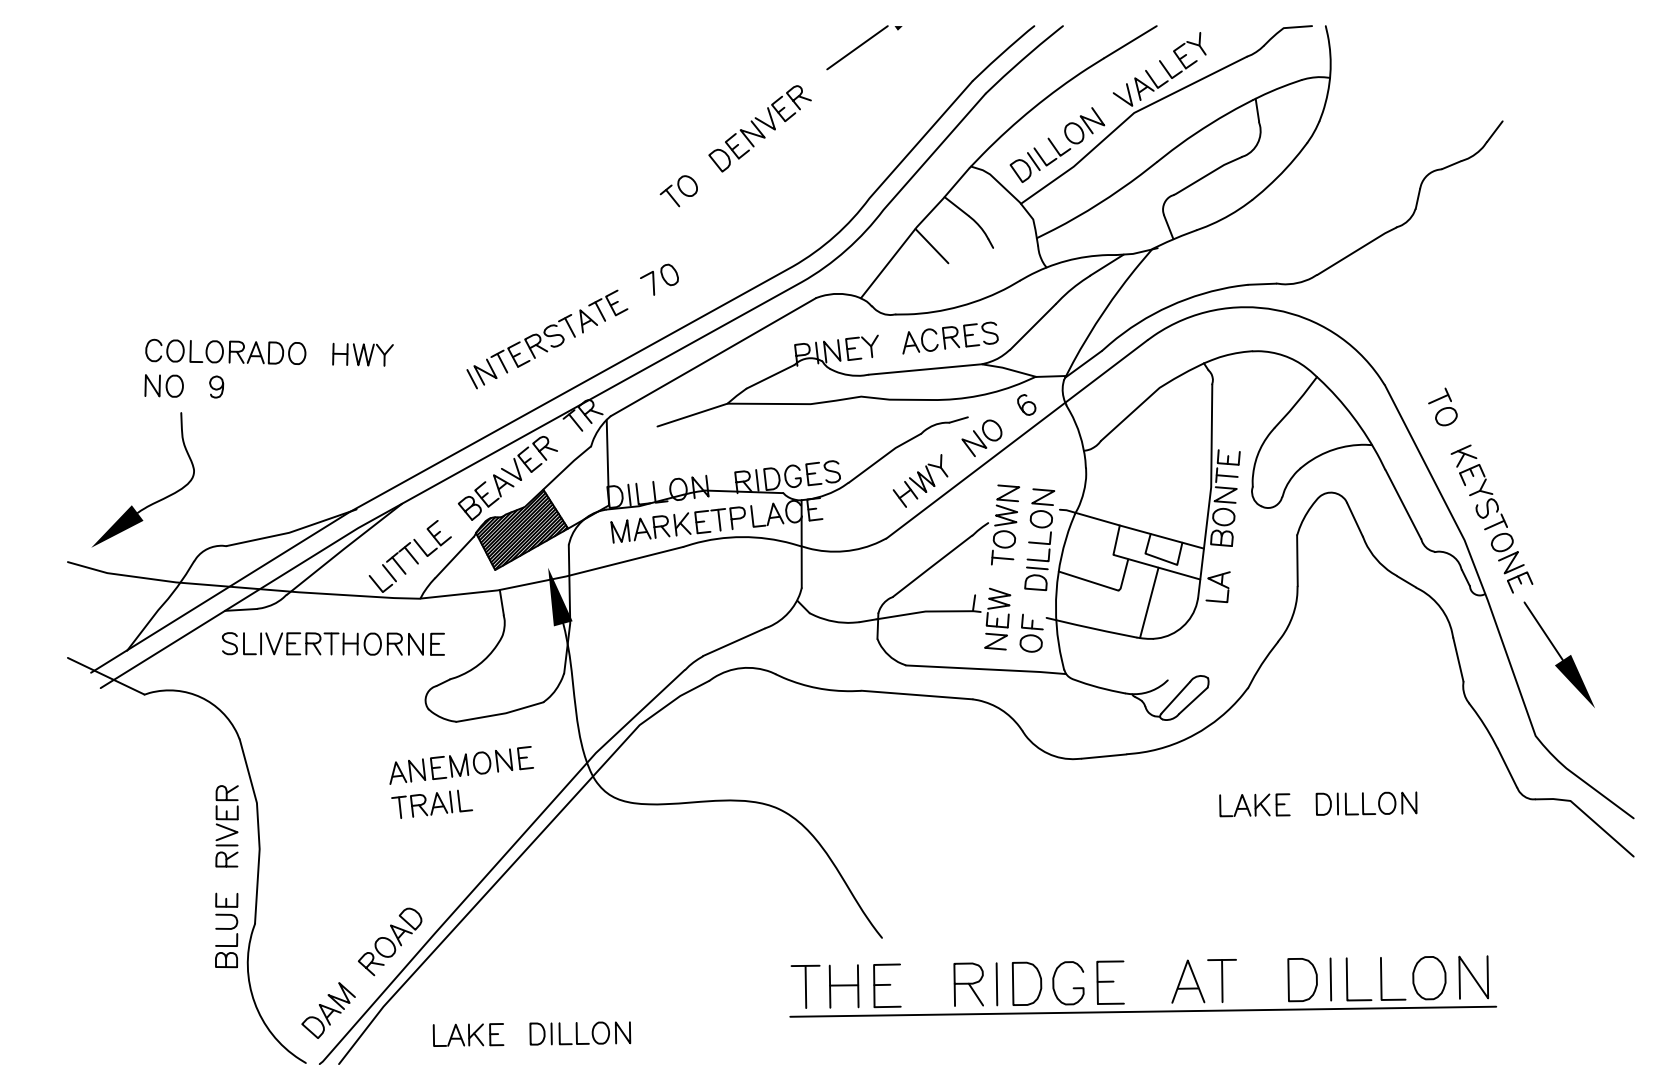 TO DENVER
DILLON VALLEY
INTERSTATE 70
COLORADO HWY
NO 9
PINEY ACRES
TO KEYSTONE
LITTLE BEAVER TR
HWY NO 6
DILLON RIDGES
MARKETPLACE
NEW TOWN
OF DILLON
LA BONTE
SLIVERTHORNE
ANEMONE
TRAIL
BLUE RIVER
LAKE DILLON
DAM ROAD
LAKE DILLON
THE RIDGE AT DILLON